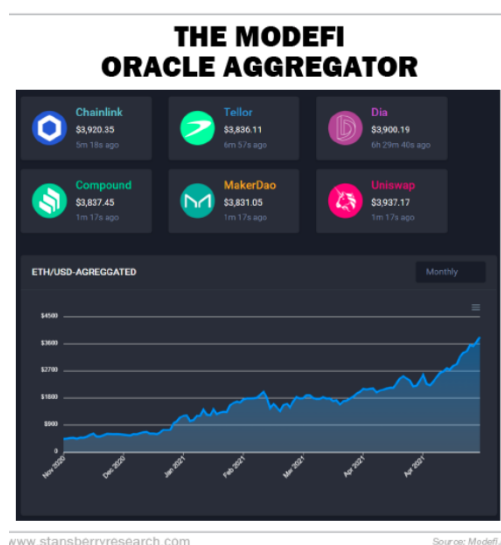 THE MODEFI
ORACLE AGGREGATOR
Chainlink
$3,920.35
5m 18s ago
Tellor
$3,836.11
6m 57s ago
Dia
$3,900.19
6h 29m 40s ago
Compound
$3,837.45
1m 17s ago
MakerDao
$3,831.05
1m 17s ago
Uniswap
$3,937.17
1m 17s ago
ETH/USD-AGREGGATED
Monthly
$4500
$3600
$2700
$1800
$900
0
Nov 2020
Dec 2020
Jan 2021
Feb 2021
Mar 2021
Apr 2021
Apr 2021
www.stansberryresearch.com
Source: Modefi.